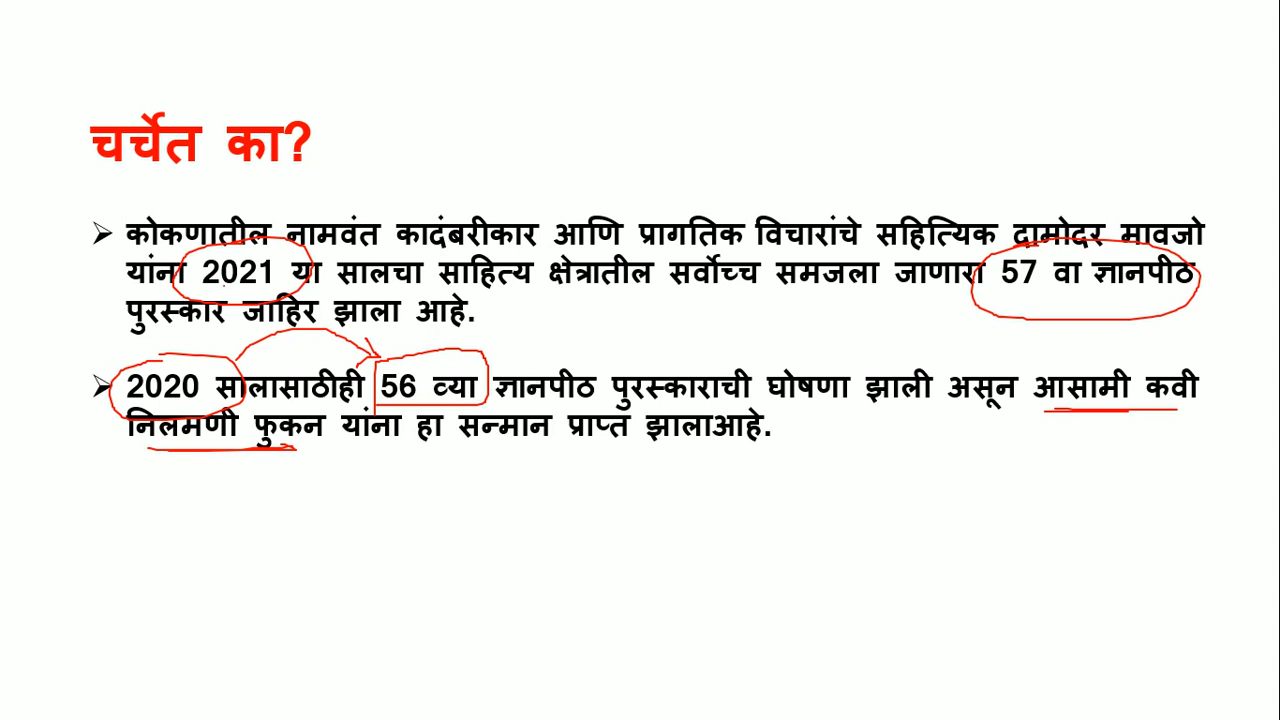 चर्चेत का?
कोकणातील नामवंत कादंबरीकार आणि प्रागतिक विचारांचे सहित्यिक दामोदर मावजो
यांना 2021 या सालचा साहित्य क्षेत्रातील सर्वोच्च समजला जाणारा 57 वा ज्ञानपीठ
पुरस्कार जाहिर झाला आहे.
2020 सालासाठीही 56 व्या ज्ञानपीठ पुरस्काराची घोषणा झाली असून आसामी कवी
निलमणी फुकन यांना हा सन्मान प्राप्त झालाआहे.